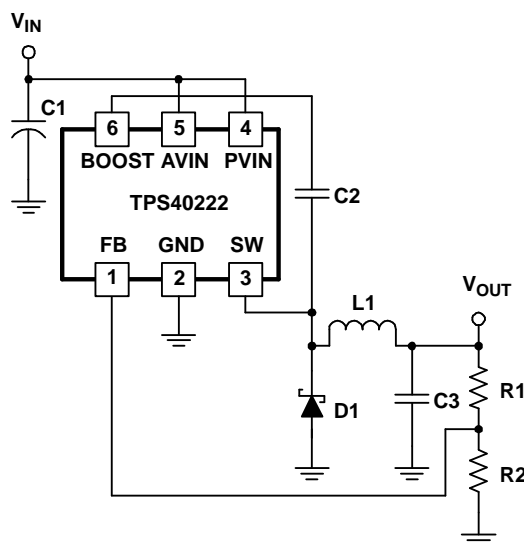 VIN
C1
6 5 4
BOOST AVIN PVIN
TPS40222
C2
FB GND SW
1 2 3
VOUT
L1
R1
D1
C3
R2